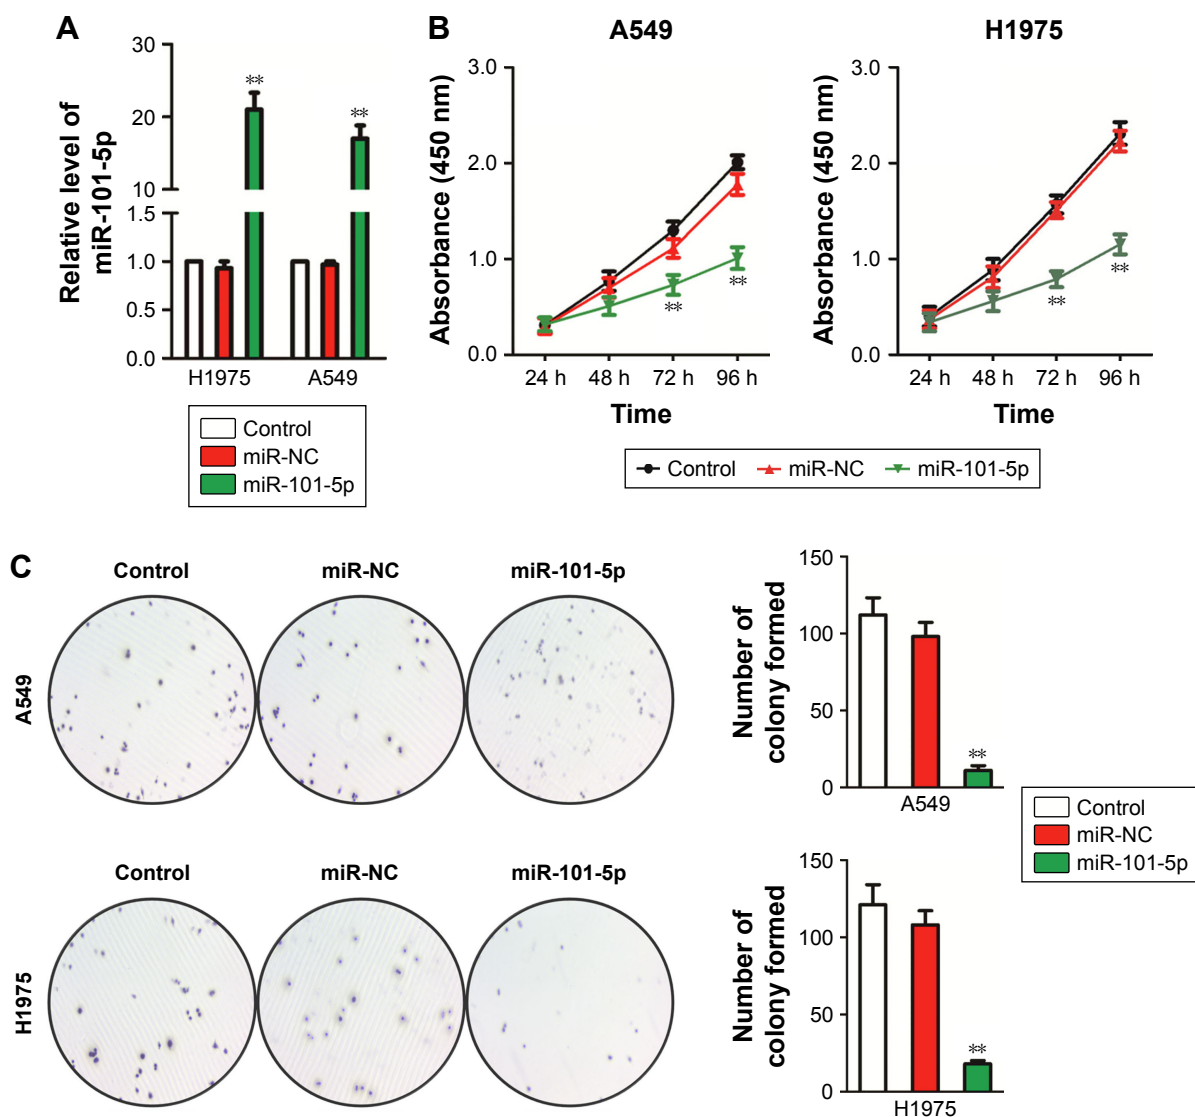 A
Relative level of
miR-101-5p
30
20
10
1.5
1.0
0.5
0.0
**
**
H1975
A549
Control
miR-NC
miR-101-5p
B
A549
Absorbance (450 nm)
3.0
2.0
1.0
0.0
**
**
24 h
48 h
72 h
96 h
Time
H1975
Absorbance (450 nm)
3.0
2.0
1.0
0.0
**
**
24 h
48 h
72 h
96 h
Time
Control
miR-NC
miR-101-5p
C
Control
miR-NC
miR-101-5p
A549
Number of
colony formed
150
100
50
0
**
A549
Control
miR-NC
miR-101-5p
Control
miR-NC
miR-101-5p
H1975
Number of
colony formed
150
100
50
0
**
H1975